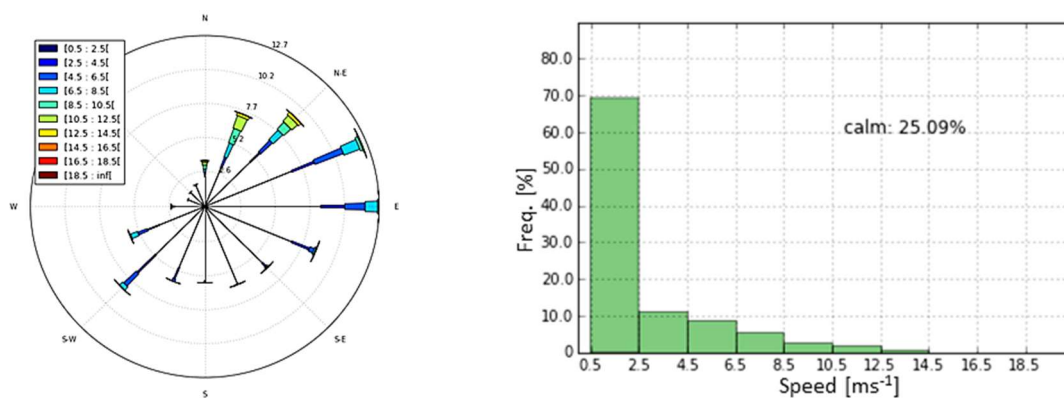 N
12.7
N-E
10.2
7.7
5.2
2.6
[0.5 : 2.5[
[2.5 : 4.5[
[4.5 : 6.5[
[6.5 : 8.5[
[8.5 : 10.5[
[10.5 : 12.5[
[12.5 : 14.5[
[14.5 : 16.5[
[16.5 : 18.5[
[18.5 : inf[
W
E
S-W
S-E
S
80.0
70.0
60.0
50.0
40.0
30.0
20.0
10.0
0
Freq. [%]
calm: 25.09%
0.5 2.5 4.5 6.5 8.5 10.5 12.5 14.5 16.5 18.5
Speed [ms⁻¹]